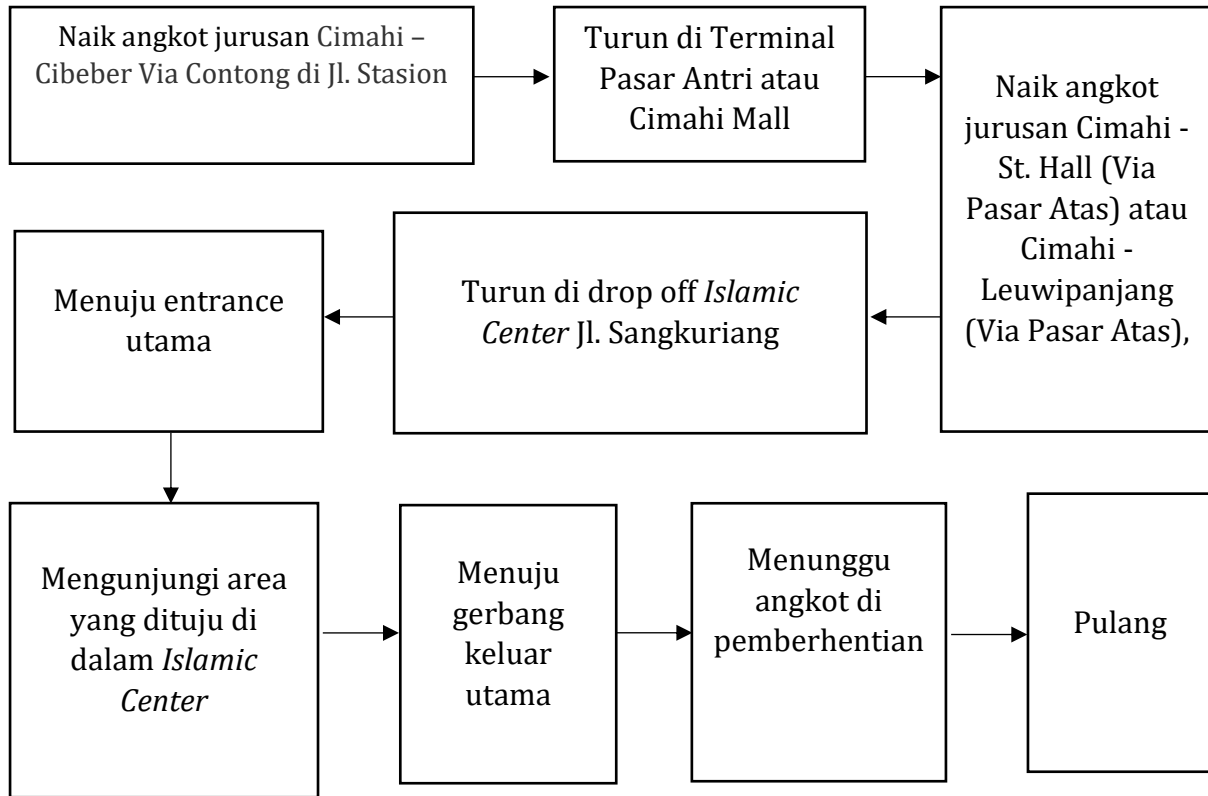 Naik angkot jurusan Cimahi –
Cibeber Via Contong di Jl. Stasion
Turun di Terminal
Pasar Antri atau
Cimahi Mall
Naik angkot
jurusan Cimahi -
St. Hall (Via
Pasar Atas) atau
Cimahi -
Leuwipanjang
(Via Pasar Atas),
Turun di drop off Islamic
Center Jl. Sangkuriang
Menuju entrance
utama
Mengunjungi area
yang dituju di
dalam Islamic
Center
Menuju
gerbang
keluar
utama
Menunggu
angkot di
pemberhentian
Pulang